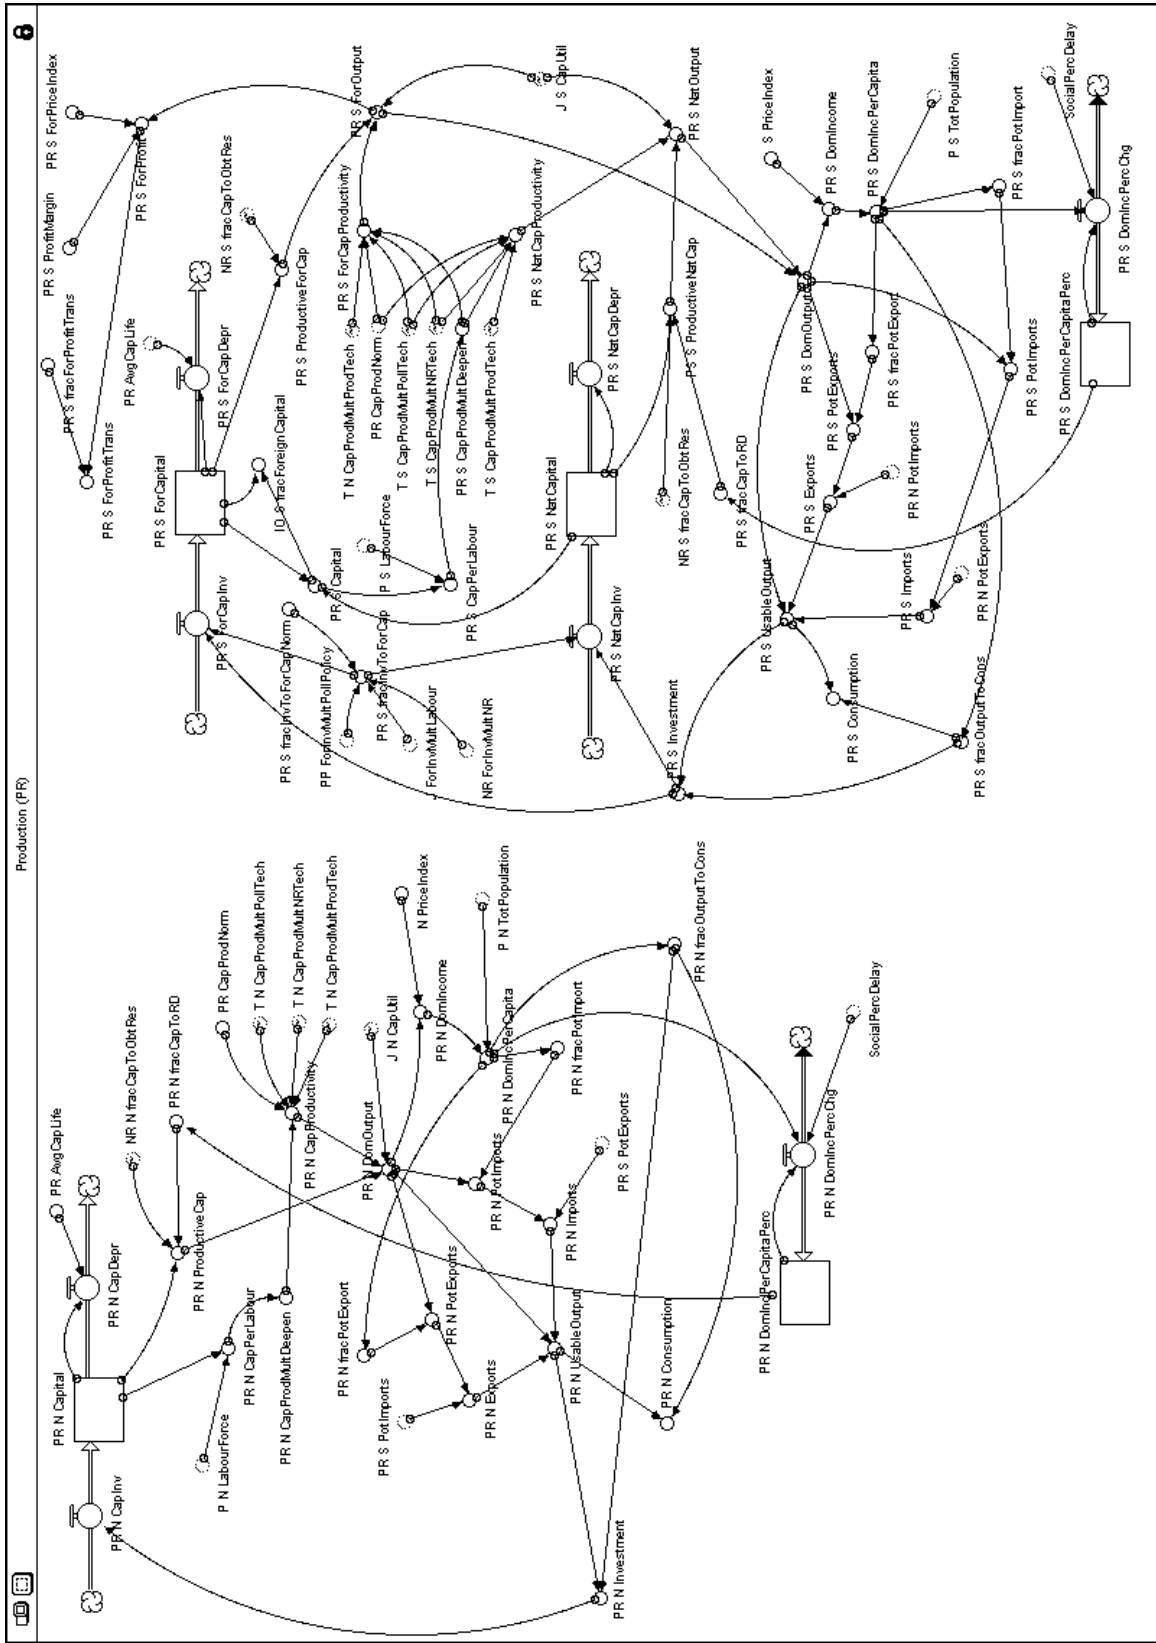 Production (PR)
PR N CapInv
PR N Capital
PR N CapDepr
PR AvgCapLife
NR N fracCapToObtRes
PR N fracCapToRD
PR N ProductiveCap
P N LabourForce
PR N CapPerLabour
PR N CapProdMultDeepen
PR CapProdNorm
T N CapProdMultPollTech
T N CapProdMultNRTech
T N CapProdMultProdTech
PR N CapProductivity
J N CapUtil
PR N DomOutput
N PriceIndex
PR N DomIncome
P N TotPopulation
PR N DomIncPerCapita
PR N fracPotImport
PR N PotImports
PR N fracPotExport
PR N PotExports
PR S PotImports
PR N Exports
PR N Imports
PR S PotExports
PR N UsableOutput
PR N Investment
PR N Consumption
PR N fracOutputToCons
PR N DomIncPerCapitaPerc
PR N DomIncPercChg
SocialPercDelay
PR S ForPriceIndex
PR S ProfitMargin
PR S ForProfit
PR S fracForProfitTrans
PR S ForProfitTrans
PR AvgCapLife
PR S ForCapInv
PR S ForCapital
PR S ForCapDepr
NR S fracCapToObtRes
PR S ProductiveForCap
IO S fracForeignCapital
PR S Capital
P S LabourForce
PR S CapPerLabour
PR S fracInvToForCapNorm
PP ForInvMultPollPolicy
PR S fracInvToForCap
ForInvMultLabour
NR ForInvMultNR
PR S ForOutput
J S CapUtil
PR S ForCapProductivity
T N CapProdMultProdTech
PR CapProdNorm
T S CapProdMultPollTech
T S CapProdMultNRTech
PR S CapProdMultDeepen
T S CapProdMultProdTech
PR S NatCapProductivity
PR S NatCapInv
PR S NatCapital
PR S NatCapDepr
NR S fracCapToObtRes
PS S ProductiveNatCap
PR S fracCapToRD
PR S NatOutput
PR S Investment
S PriceIndex
PR S DomIncome
PR S DomOutput
PR S DomIncPerCapita
P S TotPopulation
PR S fracPotImport
PR S fracPotExport
PR S PotExports
PR S Exports
PR N PotImports
PR S PotImports
PR S Imports
PR N PotExports
PR S UsableOutput
PR S Consumption
PR S fracOutputToCons
PR S DomIncPerCapitaPerc
PR S DomIncPercChg
SocialPercDelay